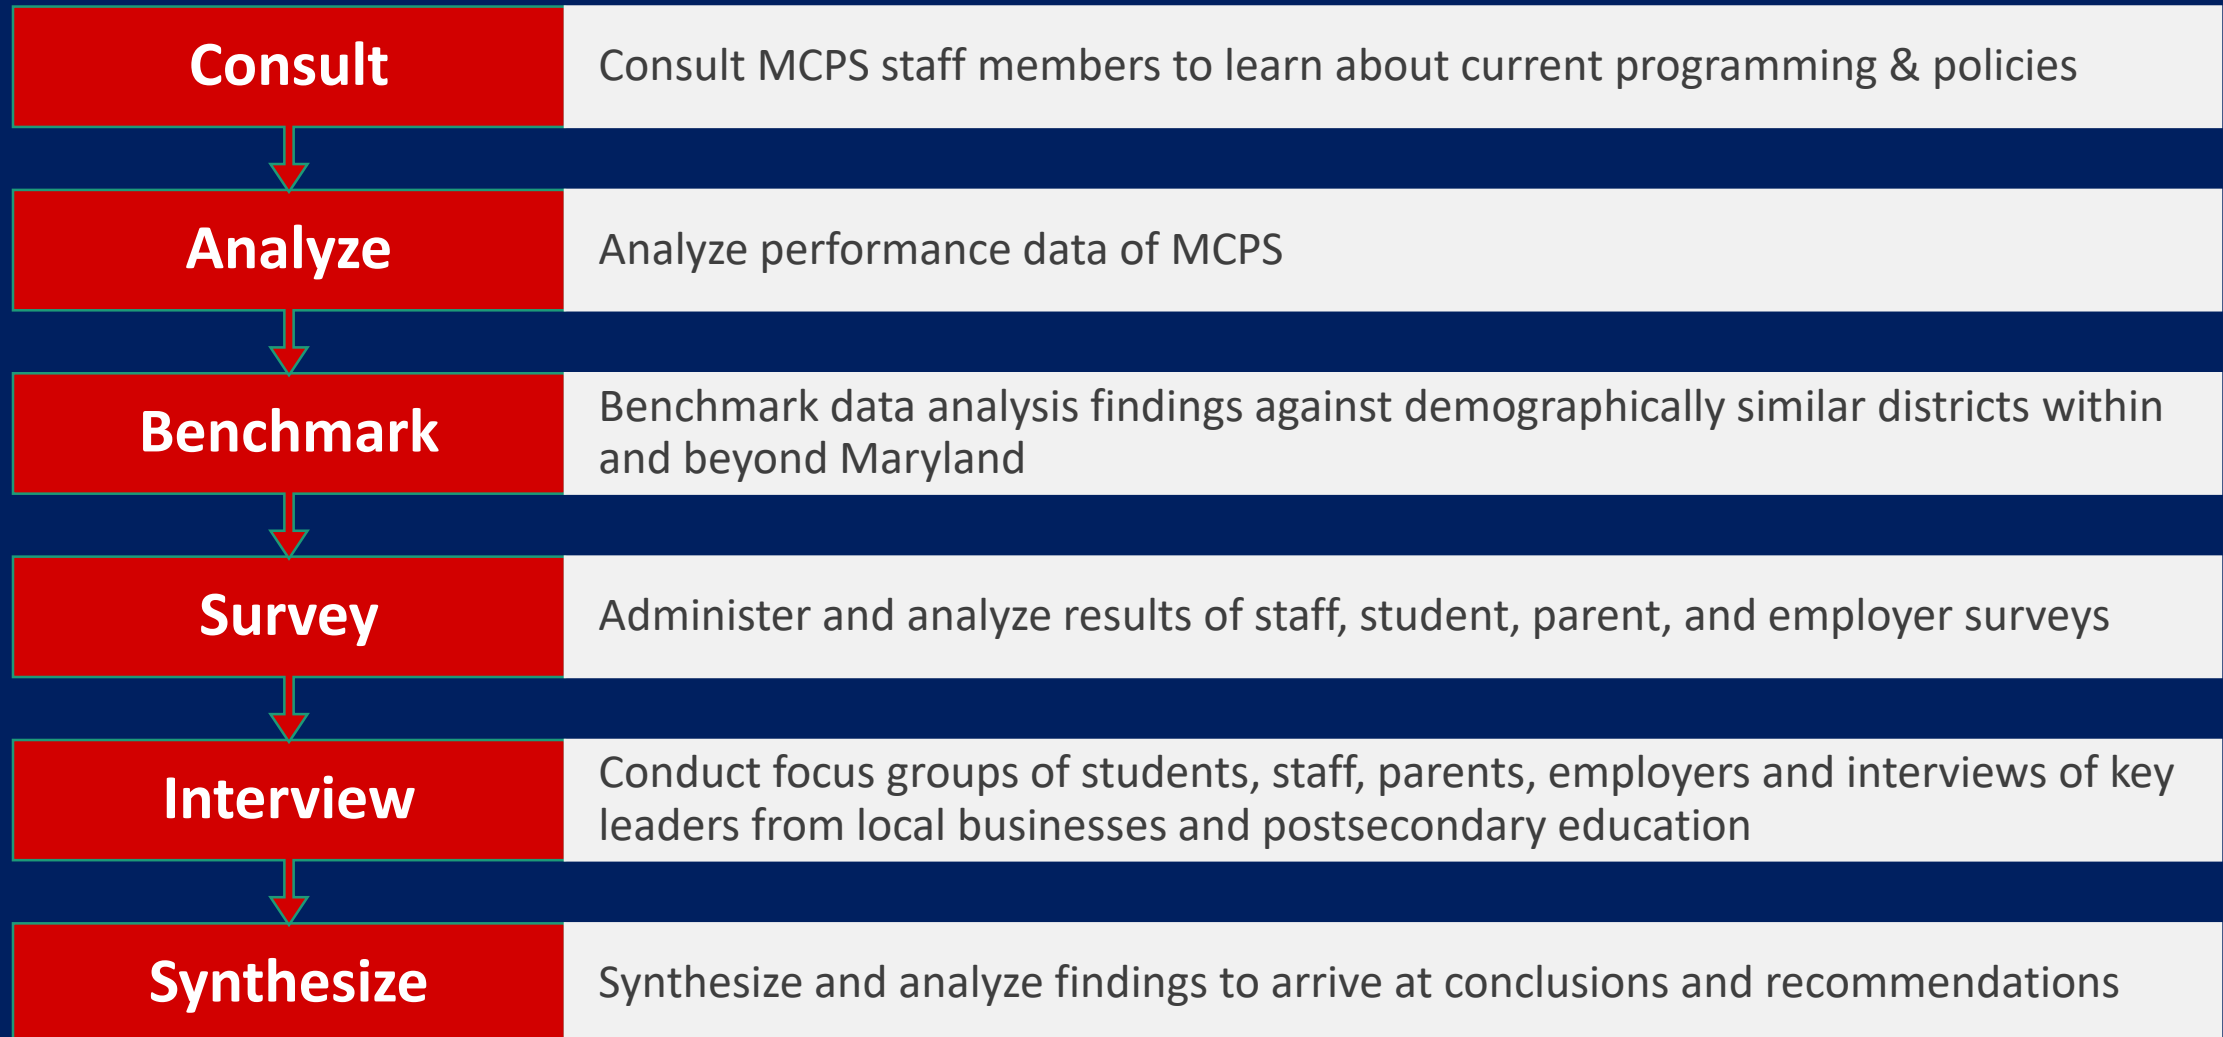 Consult
Consult MCPS staff members to learn about current programming & policies
Analyze
Analyze performance data of MCPS
Benchmark
Benchmark data analysis findings against demographically similar districts within
and beyond Maryland
Survey
Administer and analyze results of staff, student, parent, and employer surveys
Interview
Conduct focus groups of students, staff, parents, employers and interviews of key
leaders from local businesses and postsecondary education
Synthesize
Synthesize and analyze findings to arrive at conclusions and recommendations